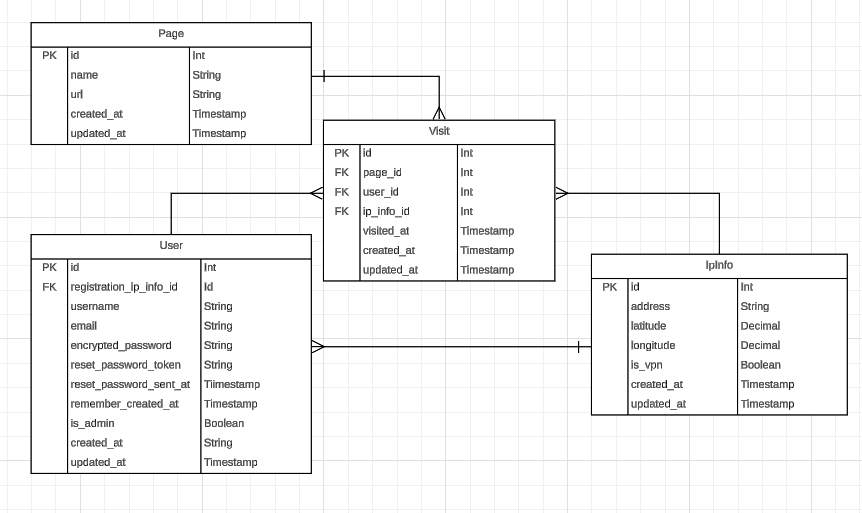 Page
PK id Int
name String
url String
created_at Timestamp
updated_at Timestamp
Visit
PK id Int
FK page_id Int
FK user_id Int
FK ip_info_id Int
visited_at Timestamp
created_at Timestamp
updated_at Timestamp
User
PK id Int
FK registration_ip_info_id Id
username String
email String
encrypted_password String
reset_password_token String
reset_password_sent_at Tiimestamp
remember_created_at Timestamp
is_admin Boolean
created_at String
updated_at Timestamp
IpInfo
PK id Int
address String
latitude Decimal
longitude Decimal
is_vpn Boolean
created_at Timestamp
updated_at Timestamp